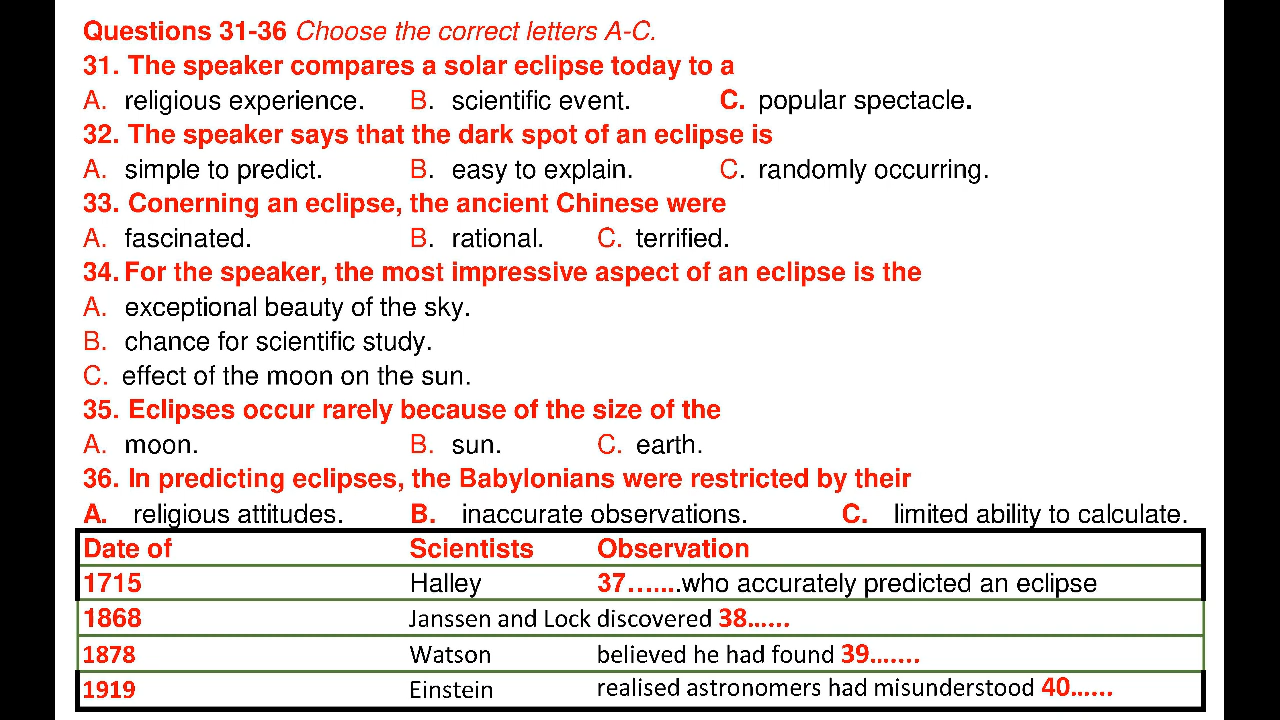 Questions 31-36 Choose the correct letters A-C.
31. The speaker compares a solar eclipse today to a
A. religious experience. B. scientific event. C. popular spectacle.
32. The speaker says that the dark spot of an eclipse is
A. simple to predict. B. easy to explain. C. randomly occurring.
33. Conerning an eclipse, the ancient Chinese were
A. fascinated. B. rational. C. terrified.
34. For the speaker, the most impressive aspect of an eclipse is the
A. exceptional beauty of the sky.
B. chance for scientific study.
C. effect of the moon on the sun.
35. Eclipses occur rarely because of the size of the
A. moon. B. sun. C. earth.
36. In predicting eclipses, the Babylonians were restricted by their
A. religious attitudes. B. inaccurate observations. C. limited ability to calculate.
Date of Scientists Observation
1715 Halley 37….....who accurately predicted an eclipse
1868 Janssen and Lock discovered 38......
1878 Watson believed he had found 39.......
1919 Einstein realised astronomers had misunderstood 40......